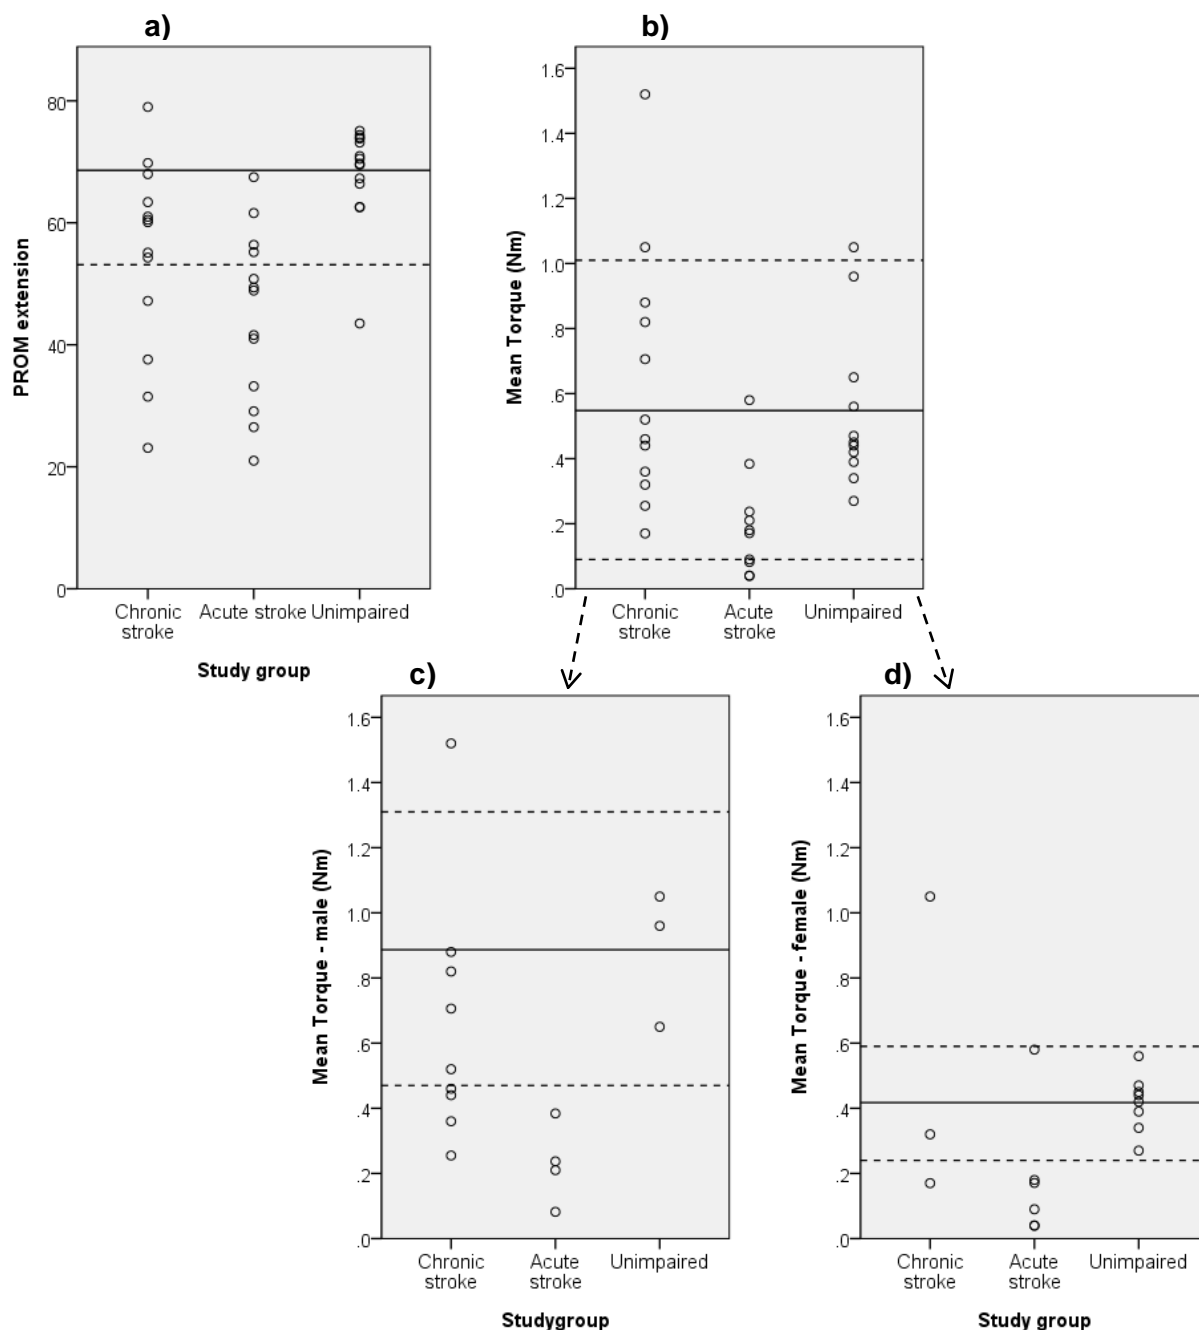 a)
PROM extension
80
60
40
20
0
Chronic
stroke
Acute stroke
Unimpaired
Study group
b)
Mean Torque (Nm)
1.6
1.4
1.2
1.0
.8
.6
.4
.2
.0
Chronic
stroke
Acute
stroke
Unimpaired
c)
Mean Torque - male (Nm)
1.6
1.4
1.2
1.0
.8
.6
.4
.2
.0
Chronic
stroke
Acute
stroke
Unimpaired
Studygroup
d)
Mean Torque - female (Nm)
1.6
1.4
1.2
1.0
.8
.6
.4
.2
.0
Chronic
stroke
Acute
stroke
Unimpaired
Study group